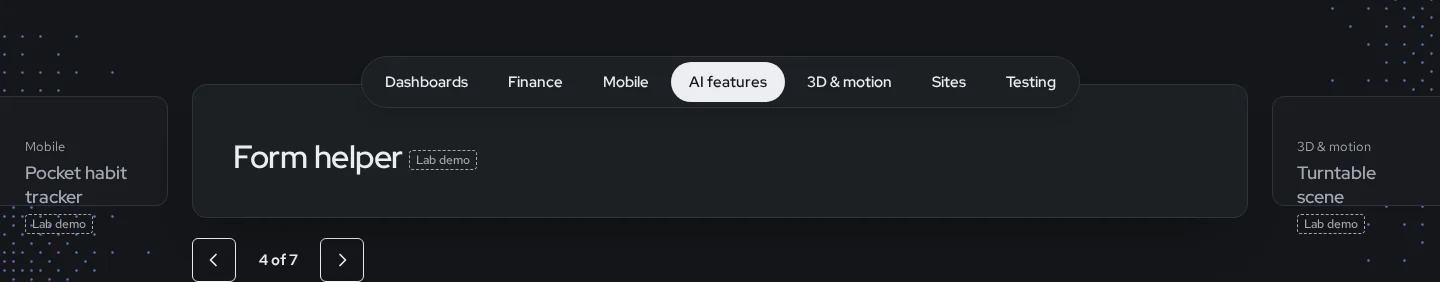 Dashboards Finance Mobile AI features 3D & motion Sites Testing
Mobile
Pocket habit
tracker
Lab demo
Form helper Lab demo
3D & motion
Turntable
scene
Lab demo
4 of 7